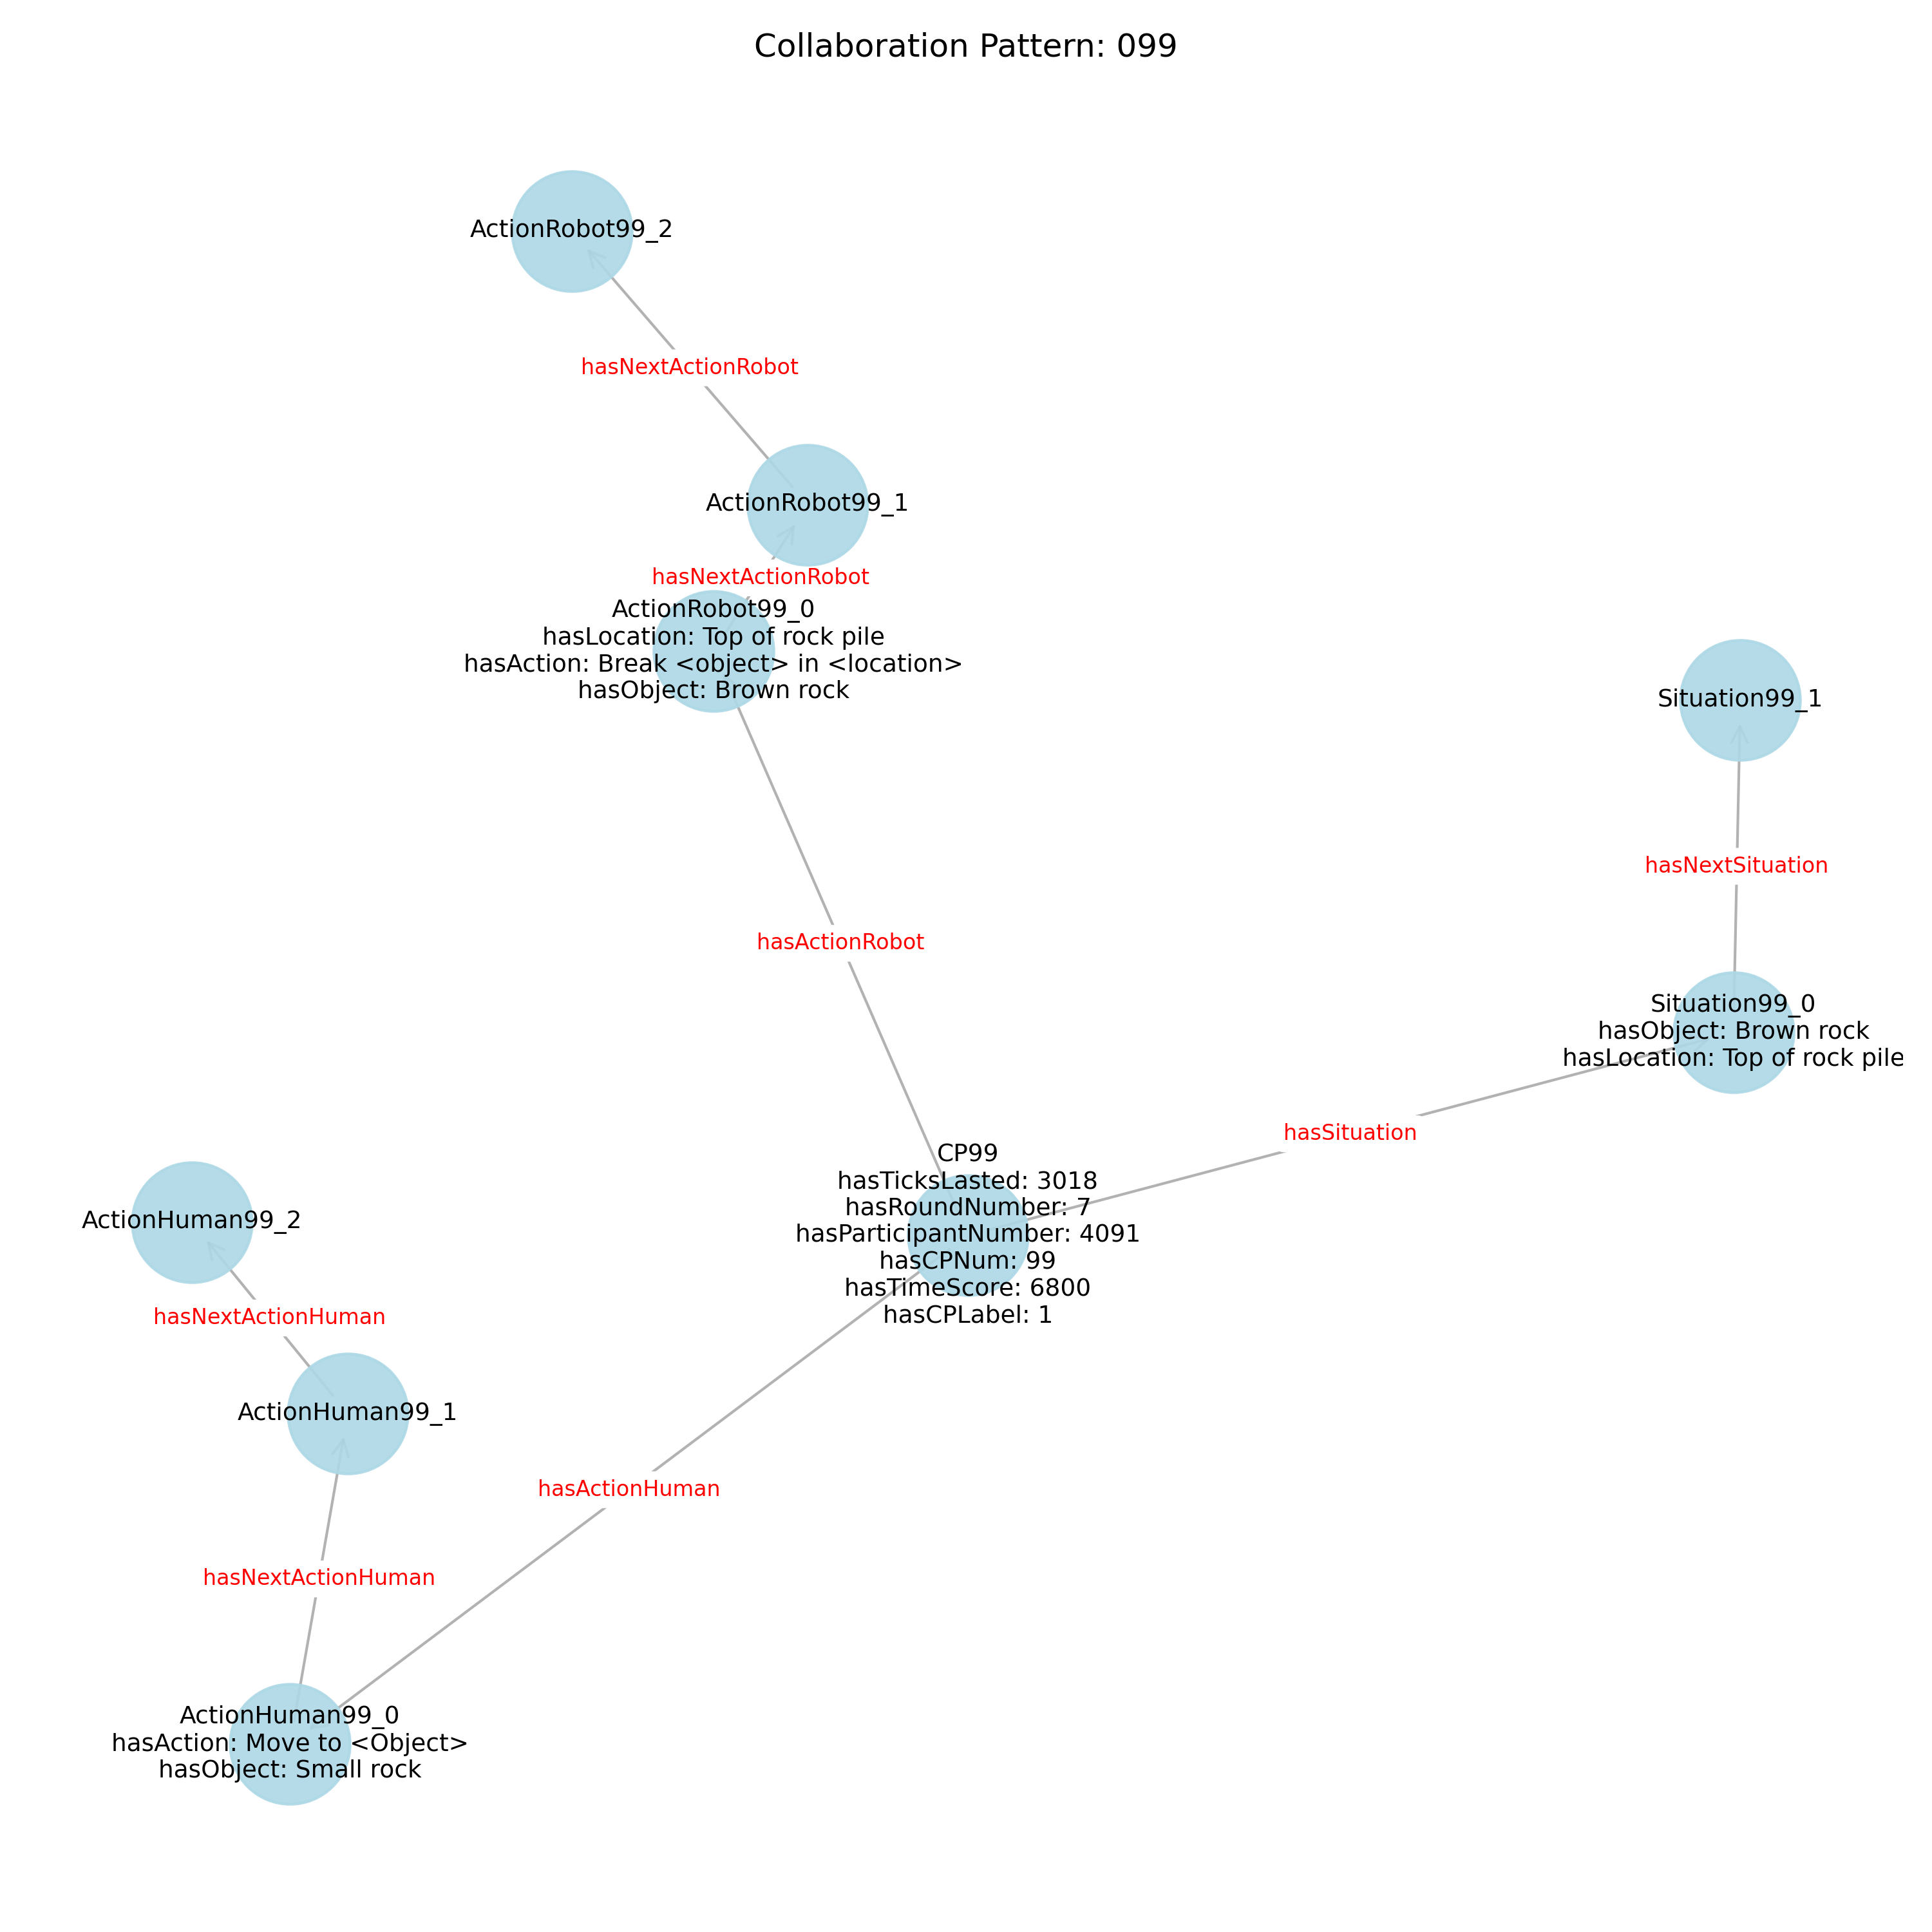 Collaboration Pattern: 099
ActionRobot99_2
hasNextActionRobot
ActionRobot99_1
hasNextActionRobot
ActionRobot99_0
hasLocation: Top of rock pile
hasAction: Break <object> in <location>
hasObject: Brown rock
Situation99_1
hasNextSituation
hasActionRobot
Situation99_0
hasObject: Brown rock
hasLocation: Top of rock pile
hasSituation
CP99
hasTicksLasted: 3018
hasRoundNumber: 7
hasParticipantNumber: 4091
hasCPNum: 99
hasTimeScore: 6800
hasCPLabel: 1
ActionHuman99_2
hasNextActionHuman
ActionHuman99_1
hasActionHuman
hasNextActionHuman
ActionHuman99_0
hasAction: Move to <Object>
hasObject: Small rock